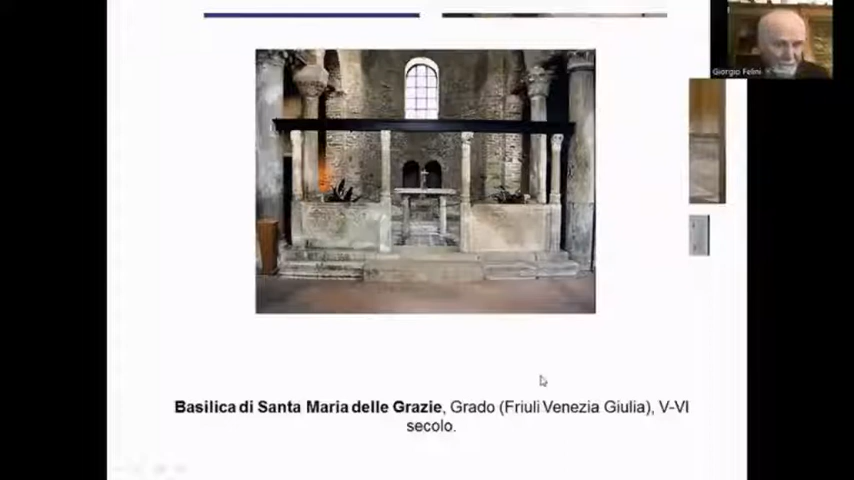 Giorgio Felini
Basilica di Santa Maria delle Grazie, Grado (Friuli Venezia Giulia), V-VI
secolo.